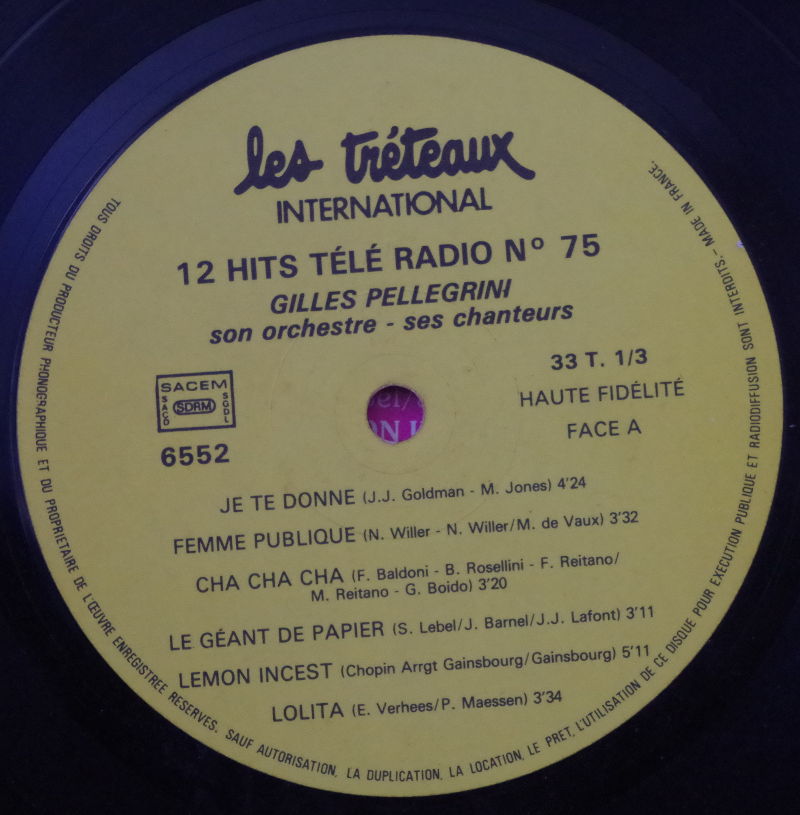 les tréteaux
INTERNATIONAL
12 HITS TÉLÉ RADIO Nº 75
GILLES PELLEGRINI
son orchestre - ses chanteurs
SACEM
SACD
SDRM
SGDL
6552
33 T. 1/3
HAUTE FIDÉLITÉ
FACE A
ON
JE TE DONNE (J.J. Goldman - M. Jones) 4'24
FEMME PUBLIQUE (N. Willer - N. Willer/M. de Vaux) 3'32
CHA CHA CHA (F. Baldoni - B. Rosellini - F. Reitano/
M. Reitano - G. Boido) 3'20
LE GÉANT DE PAPIER (S. Lebel/J. Barnel/J.J. Lafont) 3'11
LEMON INCEST (Chopin Arrgt Gainsbourg/Gainsbourg) 5'11
LOLITA (E. Verhees/P. Maessen) 3'34
TOUS DROITS DU PRODUCTEUR PHONOGRAPHIQUE ET DU PROPRIETAIRE DE L'ŒUVRE ENREGISTREE RESERVES. SAUF AUTORISATION, LA DUPLICATION, LA LOCATION, LE PRET, L'UTILISATION DE CE DISQUE POUR EXECUTION PUBLIQUE ET RADIODIFFUSION SONT INTERDITS. - MADE IN FRANCE.